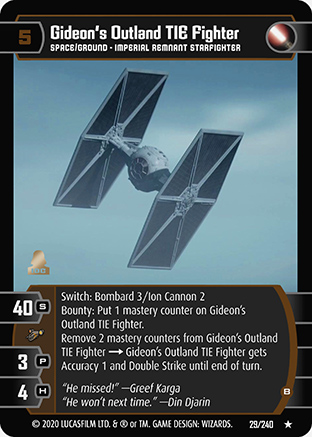 5 Gideon's Outland TIE Fighter
SPACE/GROUND - IMPERIAL REMNANT STARFIGHTER
40 S
3 P
4 H
Switch: Bombard 3/Ion Cannon 2
Bounty: Put 1 mastery counter on Gideon's
Outland TIE Fighter.
Remove 2 mastery counters from Gideon's Outland
TIE Fighter → Gideon's Outland TIE Fighter gets
Accuracy 1 and Double Strike until end of turn.
“He missed!” —Greef Karga
“He won't next time.” —Din Djarin
B
© 2020 LUCASFILM LTD. & ® or TM. GAME DESIGN: WIZARDS. 29/240 ★